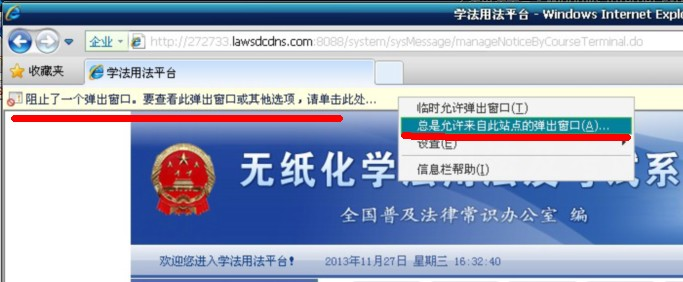 学法用法平台 - Windows Internet Explo
企业 http://272733.lawsdcdns.com:8088/system/sysMessage/manageNoticeByCourseTerminal.do
收藏夹 学法用法平台
阻止了一个弹出窗口。要查看此弹出窗口或其他选项，请单击此处...
临时允许弹出窗口(T)
总是允许来自此站点的弹出窗口(A)...
设置(E)
信息栏帮助(I)
无纸化学法用法及考试系
全国普及法律常识办公室 编
欢迎您进入学法用法平台! 2013年11月27日 星期三 16:32:40